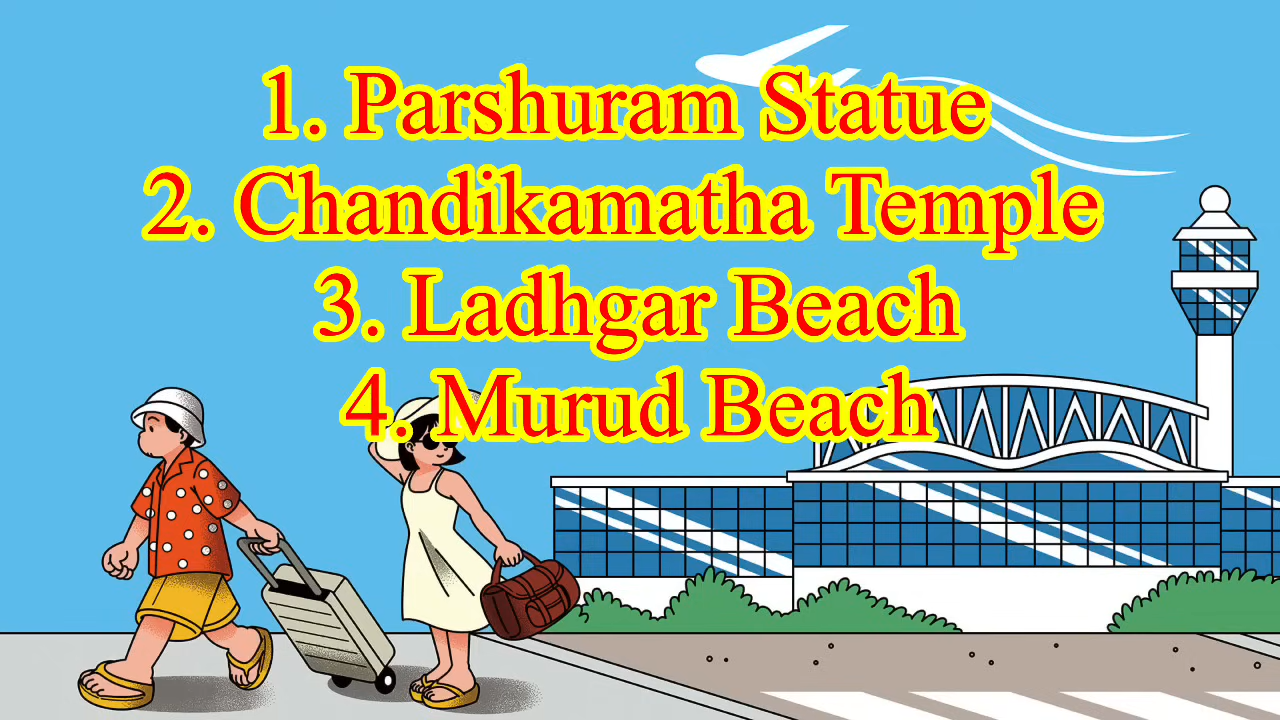 1. Parshuram Statue
2. Chandikamatha Temple
3. Ladhgar Beach
4. Murud Beach